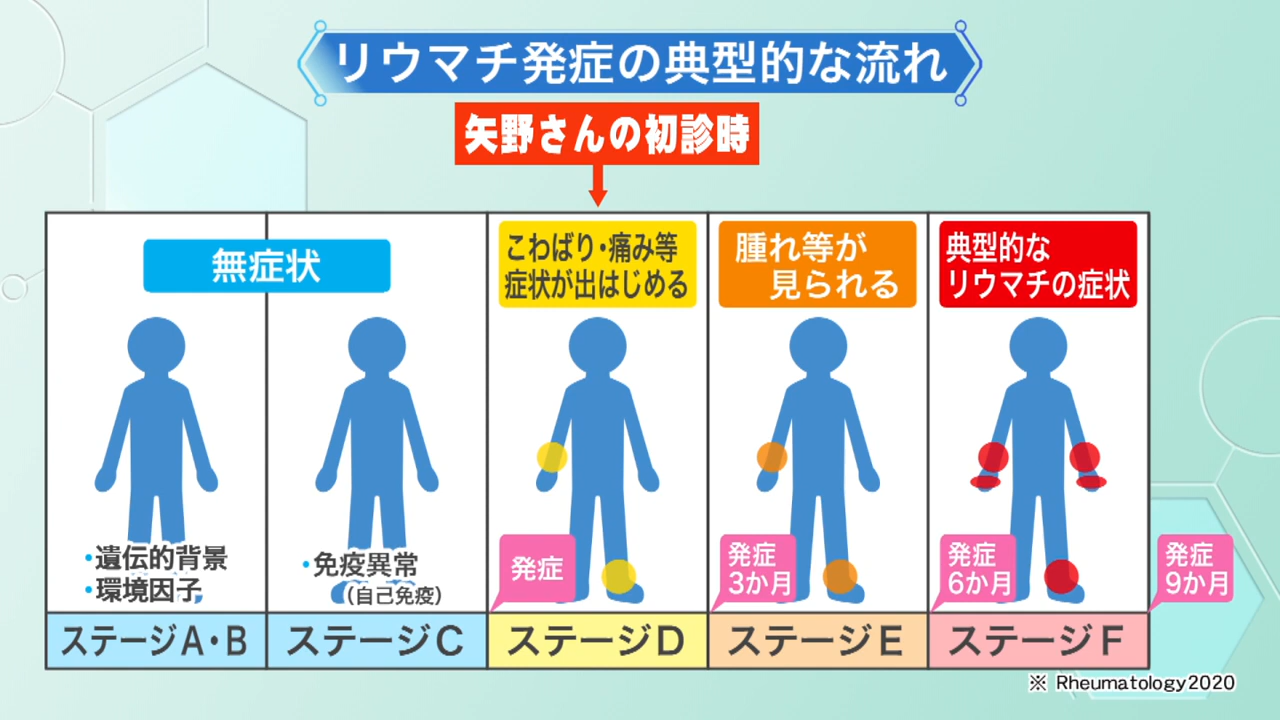 リウマチ発症の典型的な流れ
矢野さんの初診時
無症状
こわばり・痛み等
症状が出はじめる
腫れ等が
見られる
典型的な
リウマチの症状
・遺伝的背景
・環境因子
・免疫異常
（自己免疫）
発症
発症
3か月
発症
6か月
発症
9か月
ステージA・B
ステージC
ステージD
ステージE
ステージF
※ Rheumatology2020